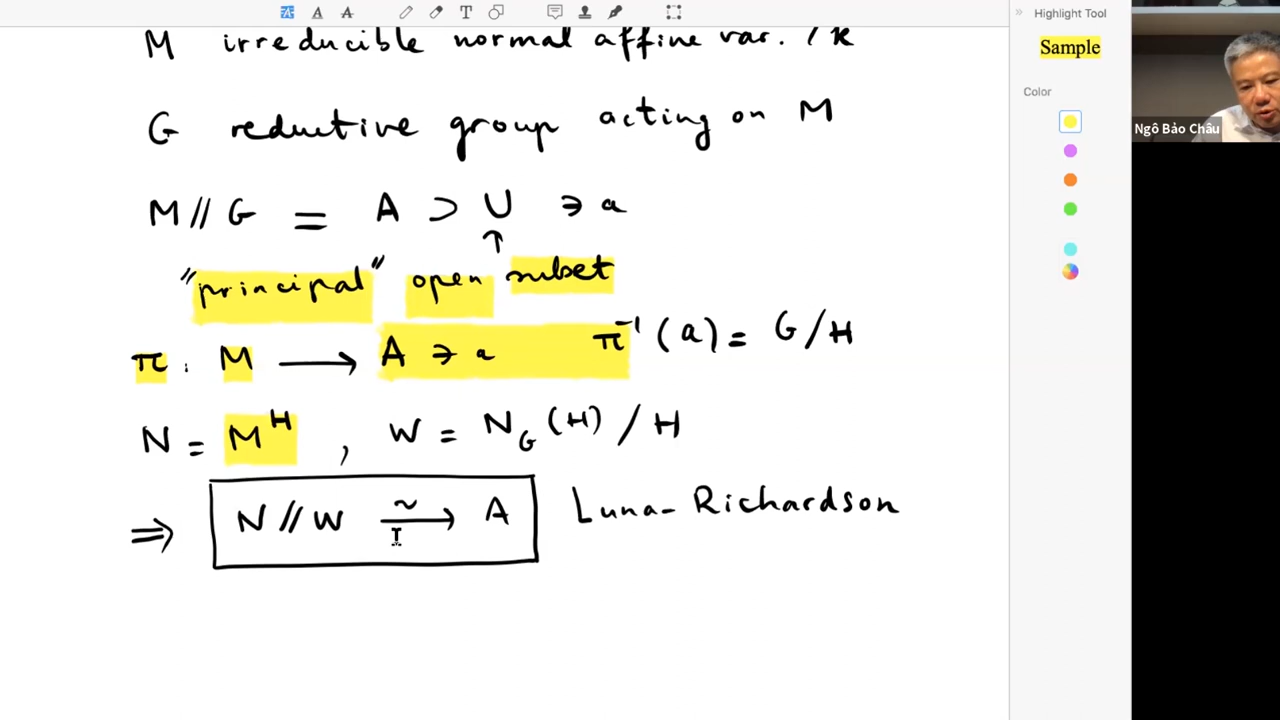 Highlight Tool
Sample
Color
Ngô Bảo Châu
M irreducible normal affine var. / k
G reductive group acting on M
M // G = A ⊃ U ∋ a
↑
"principal" open subset
π : M → A ∋ a π⁻¹(a) = G/H
N = M^H , W = N_G(H) / H
⇒ N // W ⥲ A Luna-Richardson